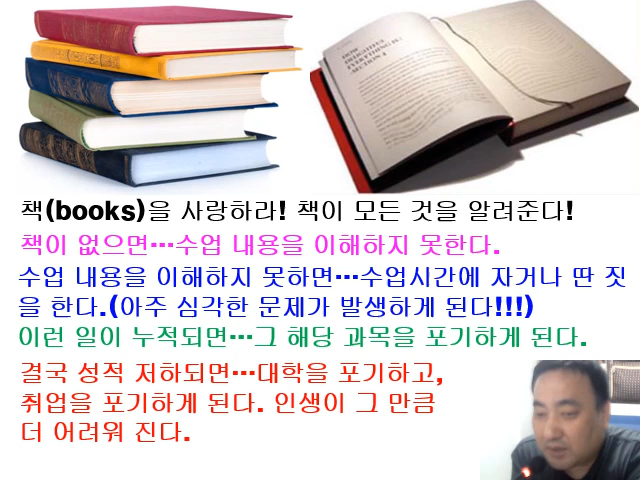 HOW
DELIGHTFUL
EVERYTHING IS!
SECTION 1
책(books)을 사랑하라! 책이 모든 것을 알려준다!
책이 없으면…수업 내용을 이해하지 못한다.
수업 내용을 이해하지 못하면…수업시간에 자거나 딴 짓
을 한다.(아주 심각한 문제가 발생하게 된다!!!)
이런 일이 누적되면…그 해당 과목을 포기하게 된다.
결국 성적 저하되면…대학을 포기하고,
취업을 포기하게 된다. 인생이 그 만큼
더 어려워 진다.